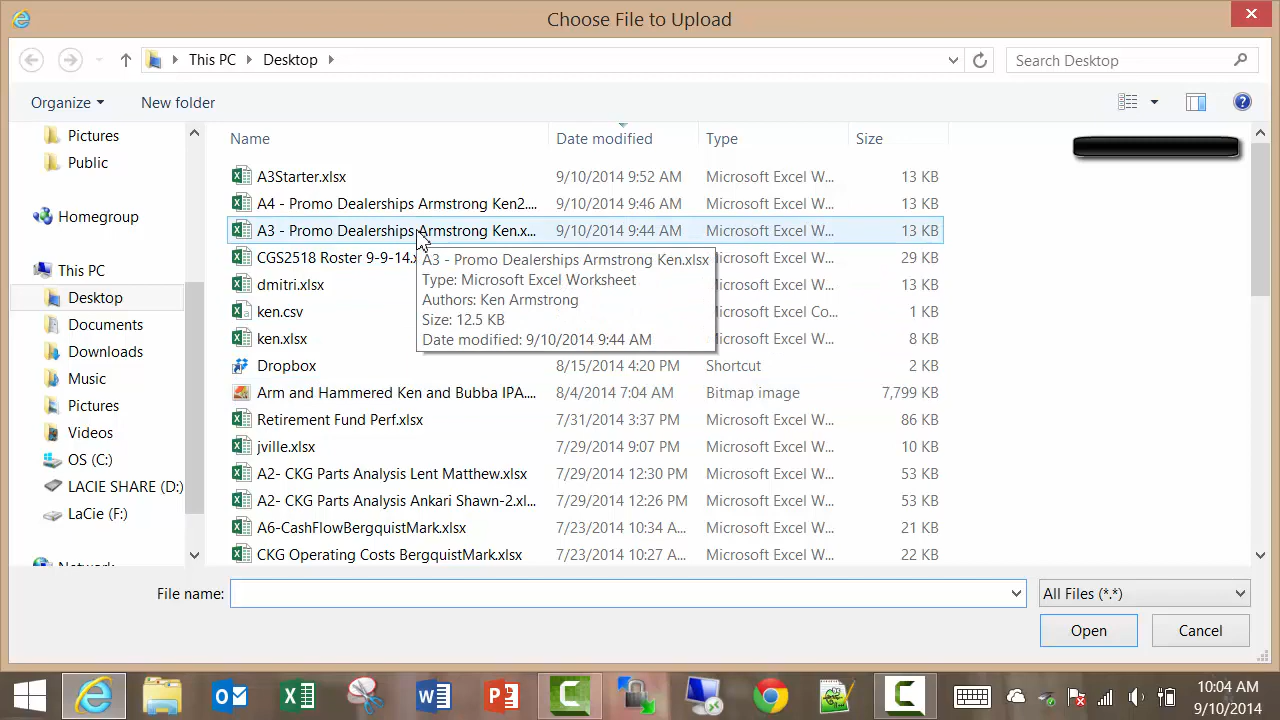 Choose File to Upload
This PC Desktop
Search Desktop
Organize New folder
Name Date modified Type Size
Pictures
Public
Homegroup
This PC
Desktop
Documents
Downloads
Music
Pictures
Videos
OS (C:)
LACIE SHARE (D:)
LaCie (F:)
A3Starter.xlsx 9/10/2014 9:52 AM Microsoft Excel W... 13 KB
A4 - Promo Dealerships Armstrong Ken2.... 9/10/2014 9:46 AM Microsoft Excel W... 13 KB
A3 - Promo Dealerships Armstrong Ken.x... 9/10/2014 9:44 AM Microsoft Excel W... 13 KB
CGS2518 Roster 9-9-14.x Microsoft Excel W... 29 KB
dmitri.xlsx Microsoft Excel W... 13 KB
ken.csv Microsoft Excel Co... 1 KB
ken.xlsx Microsoft Excel W... 8 KB
A3 - Promo Dealerships Armstrong Ken.xlsx
Type: Microsoft Excel Worksheet
Authors: Ken Armstrong
Size: 12.5 KB
Date modified: 9/10/2014 9:44 AM
Dropbox 8/15/2014 4:20 PM Shortcut 2 KB
Arm and Hammered Ken and Bubba IPA.... 8/4/2014 7:04 AM Bitmap image 7,799 KB
Retirement Fund Perf.xlsx 7/31/2014 3:37 PM Microsoft Excel W... 86 KB
jville.xlsx 7/29/2014 9:07 PM Microsoft Excel W... 10 KB
A2- CKG Parts Analysis Lent Matthew.xlsx 7/29/2014 12:30 PM Microsoft Excel W... 53 KB
A2- CKG Parts Analysis Ankari Shawn-2.xl... 7/29/2014 12:26 PM Microsoft Excel W... 53 KB
A6-CashFlowBergquistMark.xlsx 7/23/2014 10:34 A... Microsoft Excel W... 21 KB
CKG Operating Costs BergquistMark.xlsx 7/23/2014 10:27 A... Microsoft Excel W... 22 KB
File name: All Files (*.*)
Open Cancel
10:04 AM
9/10/2014